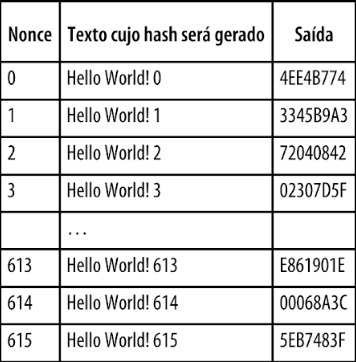 Nonce Texto cujo hash será gerado Saída
0 Hello World! 0 4EE4B774
1 Hello World! 1 3345B9A3
2 Hello World! 2 72040842
3 Hello World! 3 02307D5F
...
613 Hello World! 613 E861901E
614 Hello World! 614 00068A3C
615 Hello World! 615 5EB7483F